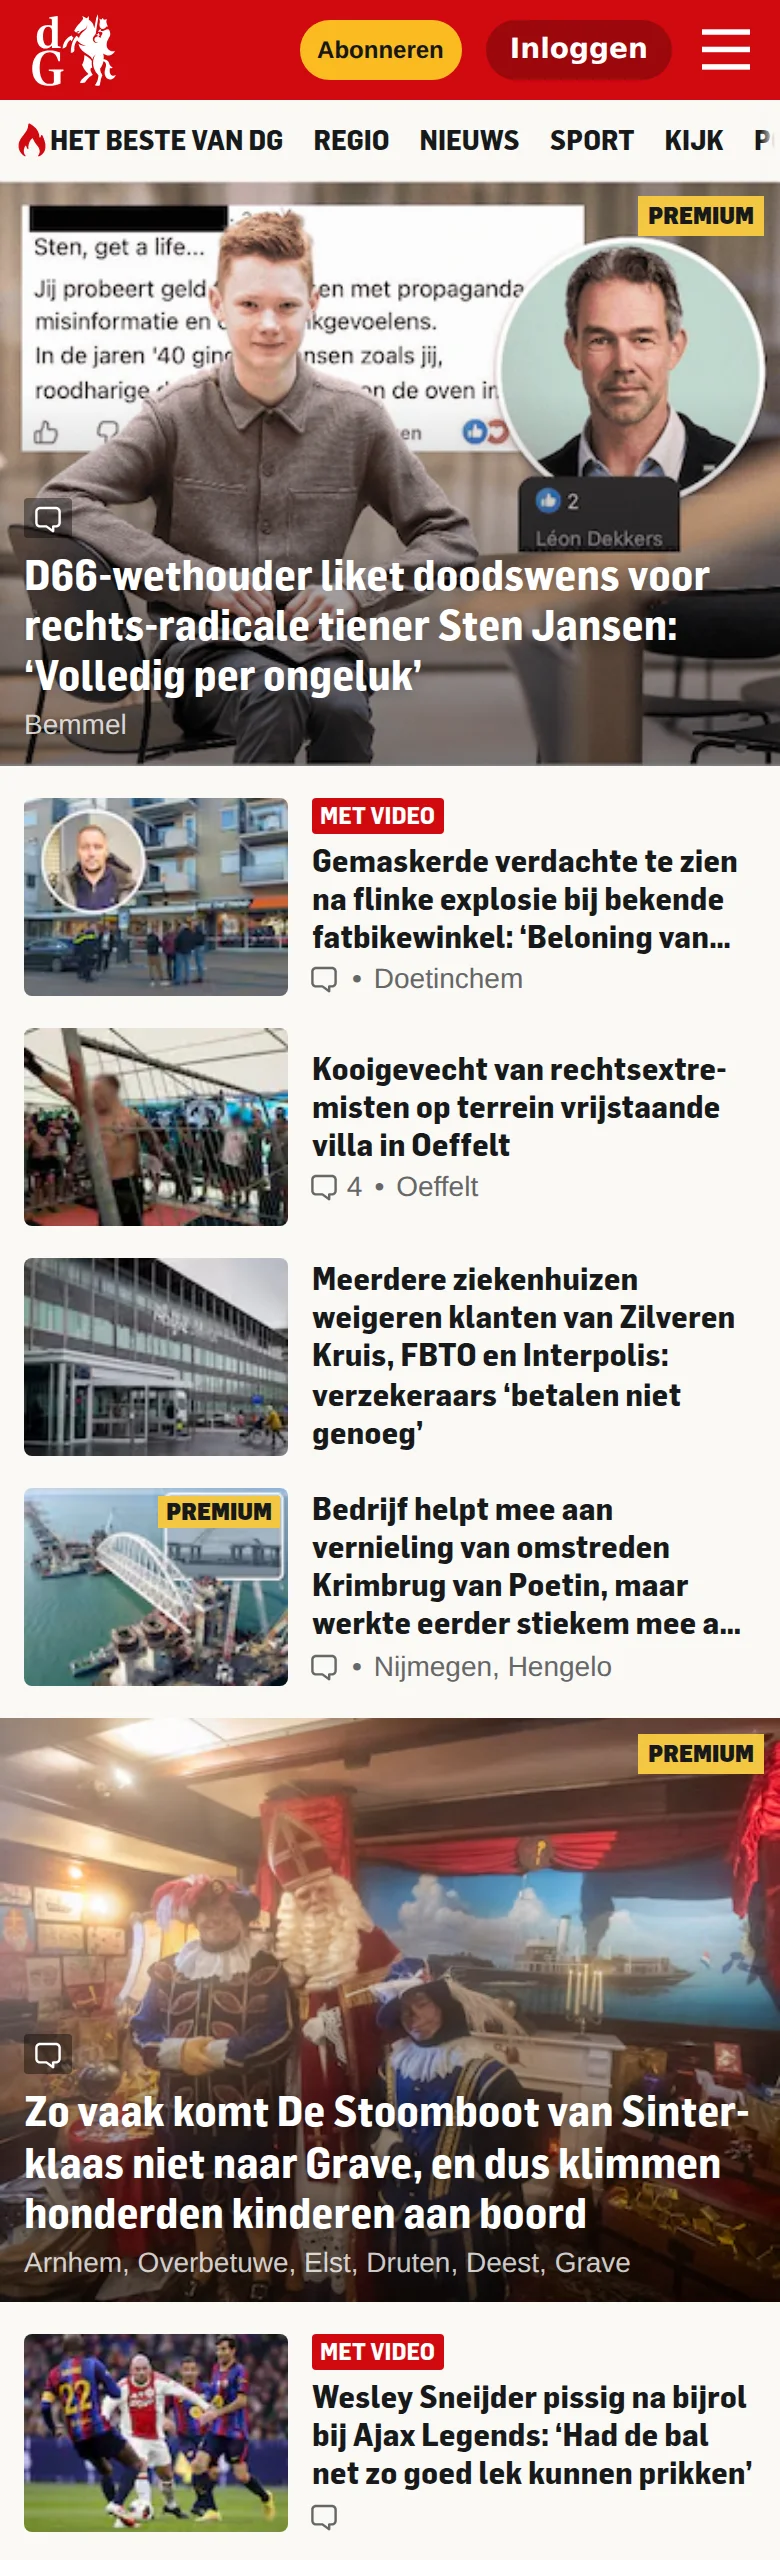 dG
Abonneren
Inloggen
HET BESTE VAN DG
REGIO
NIEUWS
SPORT
KIJK
PREMIUM
Sten, get a life...
Jij probeert geld en met propaganda
misinformatie en nkgevoelens.
In de jaren '40 ging nsen zoals jij,
roodharige on de oven in
en
2
Léon Dekkers
D66-wethouder liket doodswens voor
rechts-radicale tiener Sten Jansen:
‘Volledig per ongeluk’
Bemmel
MET VIDEO
Gemaskerde verdachte te zien
na flinke explosie bij bekende
fatbikewinkel: ‘Beloning van...
• Doetinchem
Kooigevecht van rechtsextre-
misten op terrein vrijstaande
villa in Oeffelt
4 • Oeffelt
Meerdere ziekenhuizen
weigeren klanten van Zilveren
Kruis, FBTO en Interpolis:
verzekeraars ‘betalen niet
genoeg’
PREMIUM
Bedrijf helpt mee aan
vernieling van omstreden
Krimbrug van Poetin, maar
werkte eerder stiekem mee a...
• Nijmegen, Hengelo
PREMIUM
Zo vaak komt De Stoomboot van Sinter-
klaas niet naar Grave, en dus klimmen
honderden kinderen aan boord
Arnhem, Overbetuwe, Elst, Druten, Deest, Grave
22
MET VIDEO
Wesley Sneijder pissig na bijrol
bij Ajax Legends: ‘Had de bal
net zo goed lek kunnen prikken’